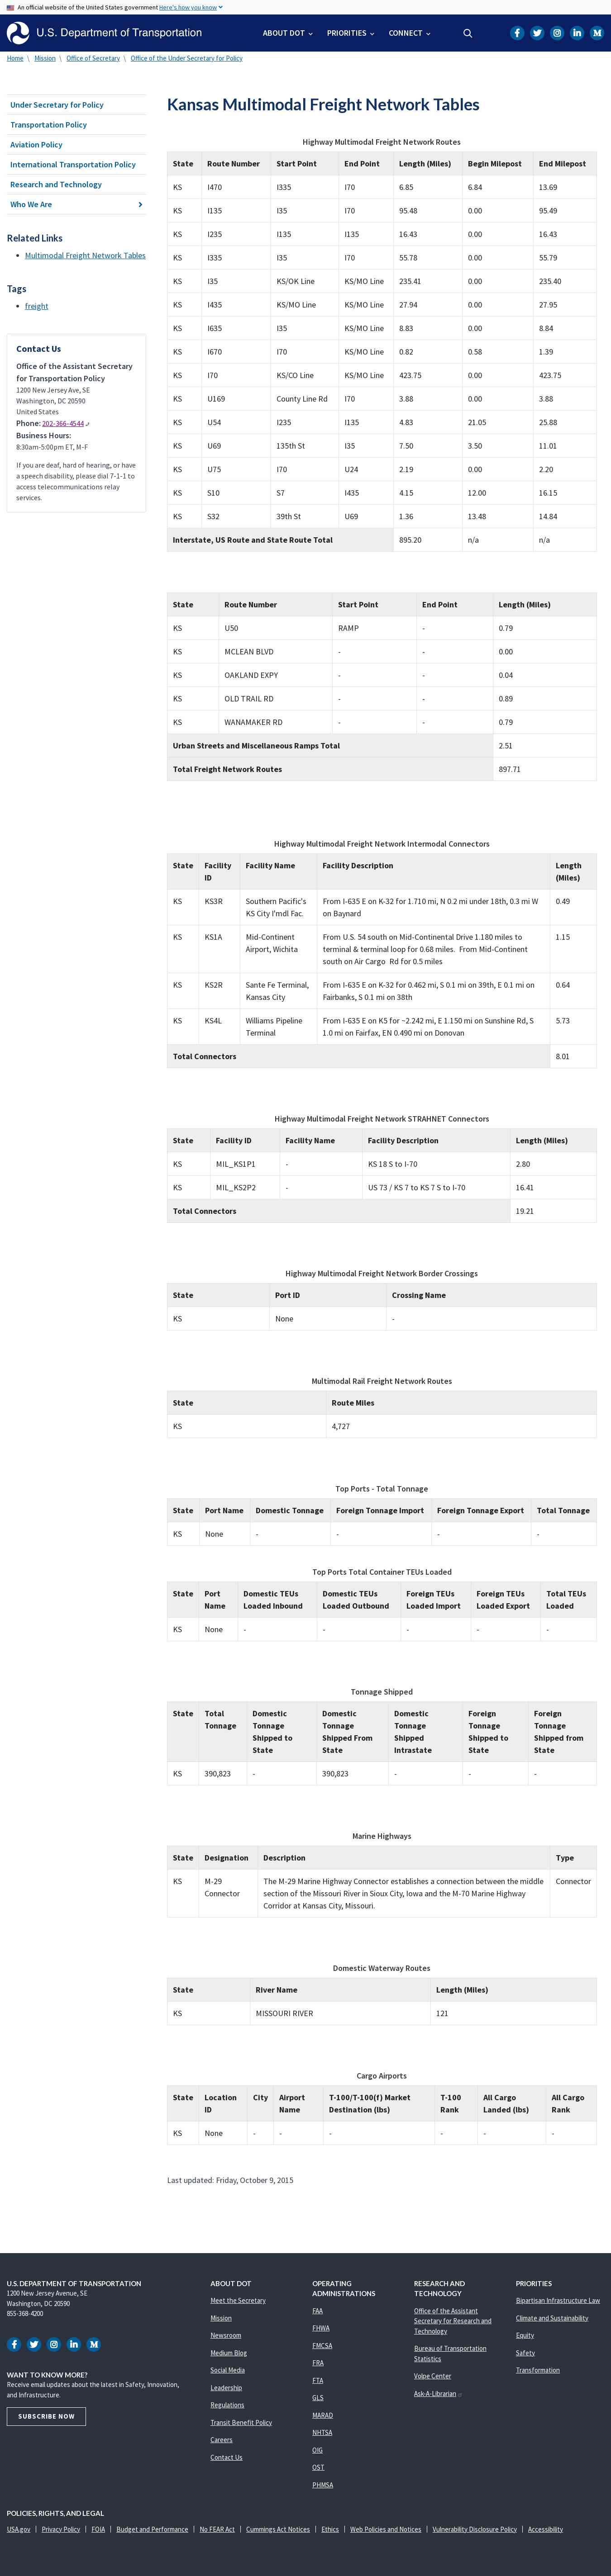 An official website of the United States government Here's how you know
U.S. Department of Transportation
ABOUT DOT
PRIORITIES
CONNECT
Home \ Mission \ Office of Secretary \ Office of the Under Secretary for Policy
Under Secretary for Policy
Transportation Policy
Aviation Policy
International Transportation Policy
Research and Technology
Who We Are
Related Links
Multimodal Freight Network Tables
Tags
freight
Contact Us
Office of the Assistant Secretary
for Transportation Policy
1200 New Jersey Ave, SE
Washington, DC 20590
United States
Phone: 202-366-4544
Business Hours:
8:30am-5:00pm ET, M-F
If you are deaf, hard of hearing, or have
a speech disability, please dial 7-1-1 to
access telecommunications relay
services.
Kansas Multimodal Freight Network Tables
Highway Multimodal Freight Network Routes
State Route Number Start Point End Point Length (Miles) Begin Milepost End Milepost
KS I470 I335 I70 6.85 6.84 13.69
KS I135 I35 I70 95.48 0.00 95.49
KS I235 I135 I135 16.43 0.00 16.43
KS I335 I35 I70 55.78 0.00 55.79
KS I35 KS/OK Line KS/MO Line 235.41 0.00 235.40
KS I435 KS/MO Line KS/MO Line 27.94 0.00 27.95
KS I635 I35 KS/MO Line 8.83 0.00 8.84
KS I670 I70 KS/MO Line 0.82 0.58 1.39
KS I70 KS/CO Line KS/MO Line 423.75 0.00 423.75
KS U169 County Line Rd I70 3.88 0.00 3.88
KS U54 I235 I135 4.83 21.05 25.88
KS U69 135th St I35 7.50 3.50 11.01
KS U75 I70 U24 2.19 0.00 2.20
KS S10 S7 I435 4.15 12.00 16.15
KS S32 39th St U69 1.36 13.48 14.84
Interstate, US Route and State Route Total 895.20 n/a n/a
State Route Number Start Point End Point Length (Miles)
KS U50 RAMP - 0.79
KS MCLEAN BLVD - - 0.00
KS OAKLAND EXPY - - 0.04
KS OLD TRAIL RD - - 0.89
KS WANAMAKER RD - - 0.79
Urban Streets and Miscellaneous Ramps Total 2.51
Total Freight Network Routes 897.71
Highway Multimodal Freight Network Intermodal Connectors
State Facility Facility Name Facility Description Length
ID (Miles)
KS KS3R Southern Pacific's From I-635 E on K-32 for 1.710 mi, N 0.2 mi under 18th, 0.3 mi W 0.49
KS City I'mdl Fac. on Baynard
KS KS1A Mid-Continent From U.S. 54 south on Mid-Continental Drive 1.180 miles to 1.15
Airport, Wichita terminal & terminal loop for 0.68 miles. From Mid-Continent
south on Air Cargo Rd for 0.5 miles
KS KS2R Sante Fe Terminal, From I-635 E on K-32 for 0.462 mi, S 0.1 mi on 39th, E 0.1 mi on 0.64
Kansas City Fairbanks, S 0.1 mi on 38th
KS KS4L Williams Pipeline From I-635 E on K5 for ~2.242 mi, E 1.150 mi on Sunshine Rd, S 5.73
Terminal 1.0 mi on Fairfax, EN 0.490 mi on Donovan
Total Connectors 8.01
Highway Multimodal Freight Network STRAHNET Connectors
State Facility ID Facility Name Facility Description Length (Miles)
KS MIL_KS1P1 - KS 18 S to I-70 2.80
KS MIL_KS2P2 - US 73 / KS 7 to KS 7 S to I-70 16.41
Total Connectors 19.21
Highway Multimodal Freight Network Border Crossings
State Port ID Crossing Name
KS None -
Multimodal Rail Freight Network Routes
State Route Miles
KS 4,727
Top Ports - Total Tonnage
State Port Name Domestic Tonnage Foreign Tonnage Import Foreign Tonnage Export Total Tonnage
KS None - - - -
Top Ports Total Container TEUs Loaded
State Port Domestic TEUs Domestic TEUs Foreign TEUs Foreign TEUs Total TEUs
Name Loaded Inbound Loaded Outbound Loaded Import Loaded Export Loaded
KS None - - - - -
Tonnage Shipped
State Total Domestic Domestic Domestic Foreign Foreign
Tonnage Tonnage Tonnage Tonnage Tonnage Tonnage
Shipped to Shipped From Shipped Shipped to Shipped from
State State Intrastate State State
KS 390,823 - 390,823 - - -
Marine Highways
State Designation Description Type
KS M-29 The M-29 Marine Highway Connector establishes a connection between the middle Connector
Connector section of the Missouri River in Sioux City, Iowa and the M-70 Marine Highway
Corridor at Kansas City, Missouri.
Domestic Waterway Routes
State River Name Length (Miles)
KS MISSOURI RIVER 121
Cargo Airports
State Location City Airport T-100/T-100(f) Market T-100 All Cargo All Cargo
ID Name Destination (lbs) Rank Landed (lbs) Rank
KS None - - - - - -
Last updated: Friday, October 9, 2015
U.S. DEPARTMENT OF TRANSPORTATION
1200 New Jersey Avenue, SE
Washington, DC 20590
855-368-4200
WANT TO KNOW MORE?
Receive email updates about the latest in Safety, Innovation,
and Infrastructure.
SUBSCRIBE NOW
ABOUT DOT
Meet the Secretary
Mission
Newsroom
Medium Blog
Social Media
Leadership
Regulations
Transit Benefit Policy
Careers
Contact Us
OPERATING
ADMINISTRATIONS
FAA
FHWA
FMCSA
FRA
FTA
GLS
MARAD
NHTSA
OIG
OST
PHMSA
RESEARCH AND
TECHNOLOGY
Office of the Assistant
Secretary for Research and
Technology
Bureau of Transportation
Statistics
Volpe Center
Ask-A-Librarian
PRIORITIES
Bipartisan Infrastructure Law
Climate and Sustainability
Equity
Safety
Transformation
POLICIES, RIGHTS, AND LEGAL
USA.gov | Privacy Policy | FOIA | Budget and Performance | No FEAR Act | Cummings Act Notices | Ethics | Web Policies and Notices | Vulnerability Disclosure Policy | Accessibility